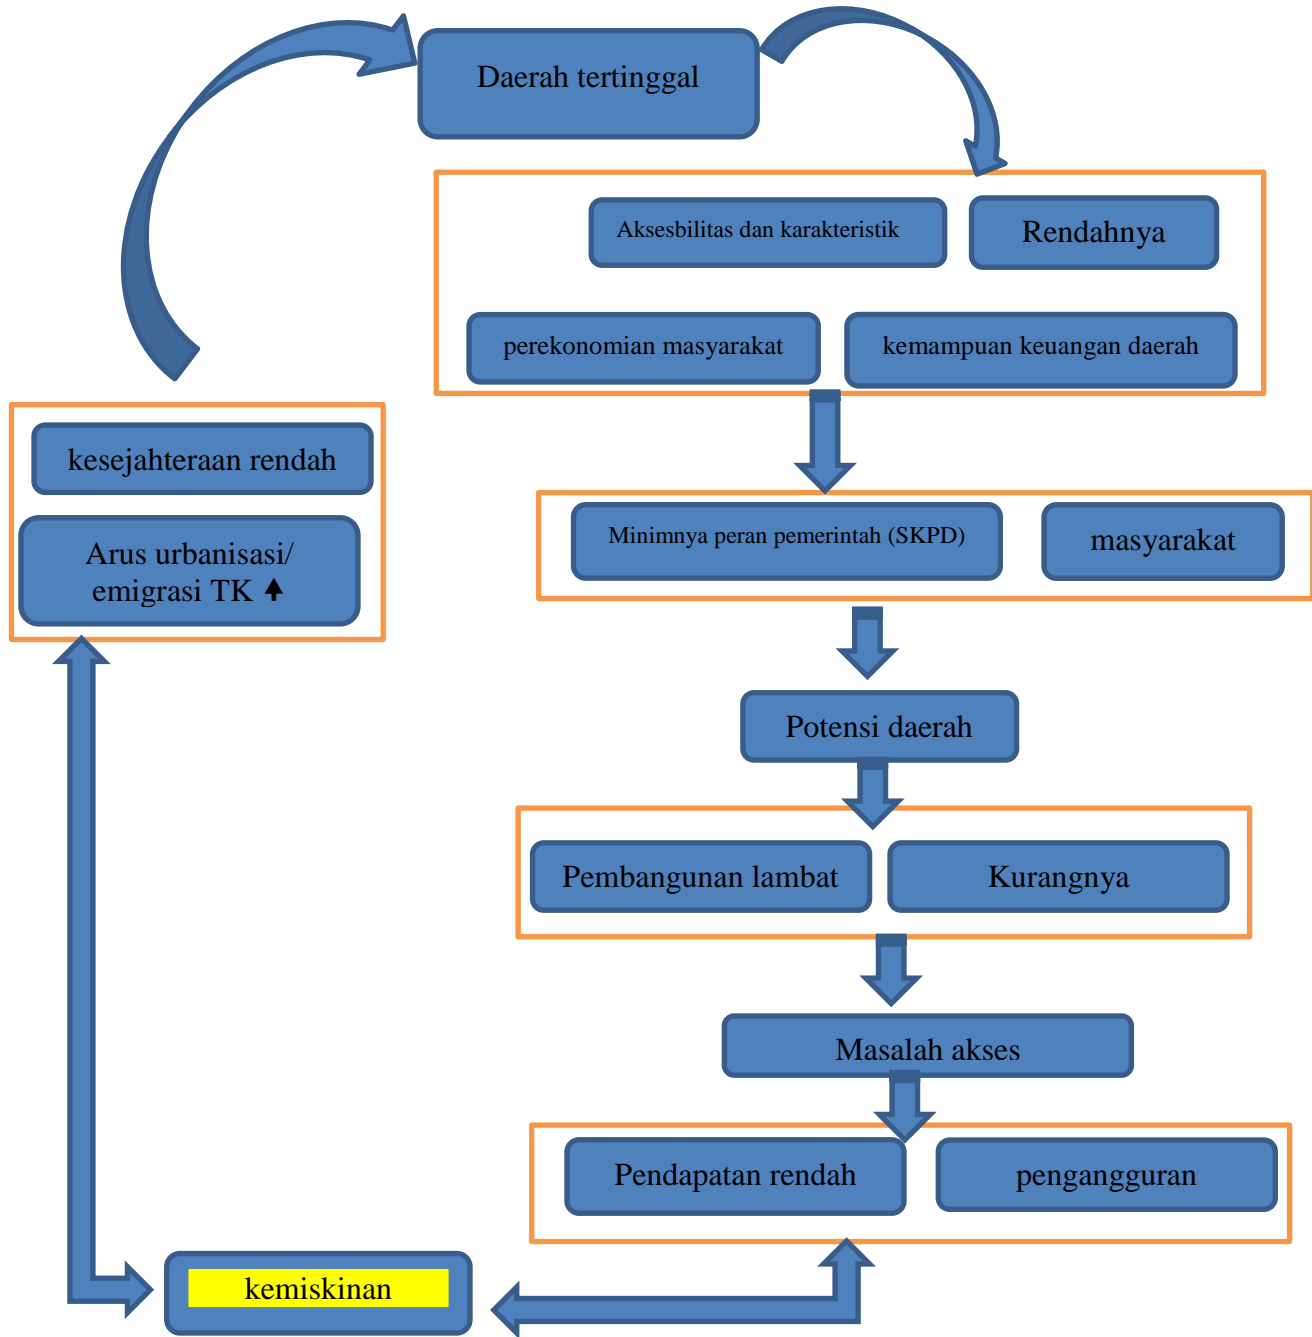 Daerah tertinggal
Aksesbilitas dan karakteristik
Rendahnya
perekonomian masyarakat
kemampuan keuangan daerah
kesejahteraan rendah
Arus urbanisasi/
emigrasi TK
Minimnya peran pemerintah (SKPD)
masyarakat
Potensi daerah
Pembangunan lambat
Kurangnya
Masalah akses
Pendapatan rendah
pengangguran
kemiskinan